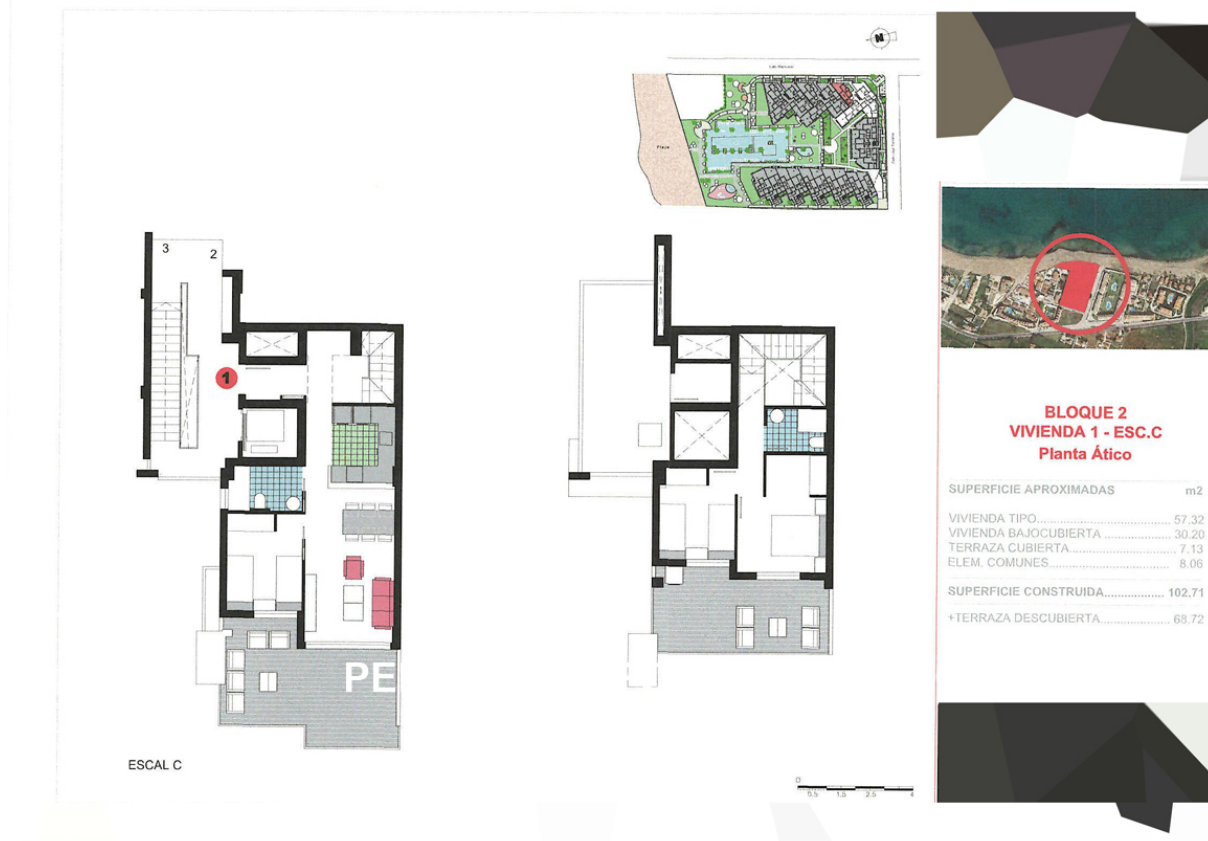 N
Playa
3
2
1
PE
ESCAL C
0
0.5 1.5 2.5 4
BLOQUE 2
VIVIENDA 1 - ESC.C
Planta Ático
SUPERFICIE APROXIMADAS m2
VIVIENDA TIPO.................................. 57.32
VIVIENDA BAJOCUBIERTA .................. 30.20
TERRAZA CUBIERTA........................... 7.13
ELEM. COMUNES................................ 8.06
SUPERFICIE CONSTRUIDA.................. 102,71
+TERRAZA DESCUBIERTA..................... 68.72